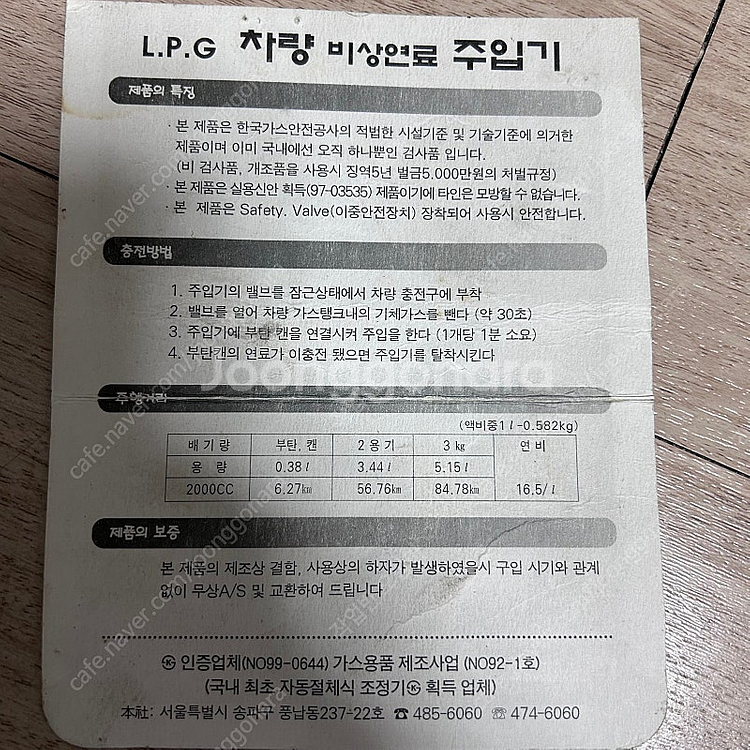 L.P.G 차량 비상연료 주입기
제품의 특징
· 본 제품은 한국가스안전공사의 적법한 시설기준 및 기술기준에 의거한
제품이며 이미 국내에선 오직 하나뿐인 검사품 입니다.
(비 검사품, 개조품을 사용시 징역5년 벌금5.000만원의 처벌규정)
· 본 제품은 실용신안 획득(97-03535) 제품이기에 타인은 모방할 수 없습니다.
· 본 제품은 Safety. Valve(이중안전장치) 장착되어 사용시 안전합니다.
충전방법
1. 주입기의 밸브를 잠근상태에서 차량 충전구에 부착
2. 밸브를 열어 차량 가스탱크내의 기체가스를 뺀다 (약 30초)
3. 주입기에 부탄 캔을 연결시켜 주입을 한다 (1개당 1분 소요)
4. 부탄캔의 연료가 이충전 됐으면 주입기를 탈착시킨다
Joonggonara
주행거리
(액비중1ℓ-0.582kg)
배기량 부탄, 캔 2용기 3kg 연비
용량 0.38ℓ 3.44ℓ 5.15ℓ
2000CC 6.27km 56.76km 84.78km 16.5/ℓ
제품의 보증
본 제품의 제조상 결함, 사용상의 하자가 발생하였을시 구입 시기와 관계
없이 무상A/S 및 교환하여 드립니다
㉿ 인증업체(NO99-0644) 가스용품 제조사업 (NO92-1호)
(국내 최초 자동절체식 조정기㉿ 획득 업체)
本社: 서울특별시 송파구 풍납동237-22호 ☎ 485-6060 ☏ 474-6060
cafe.naver.com/joonggonara